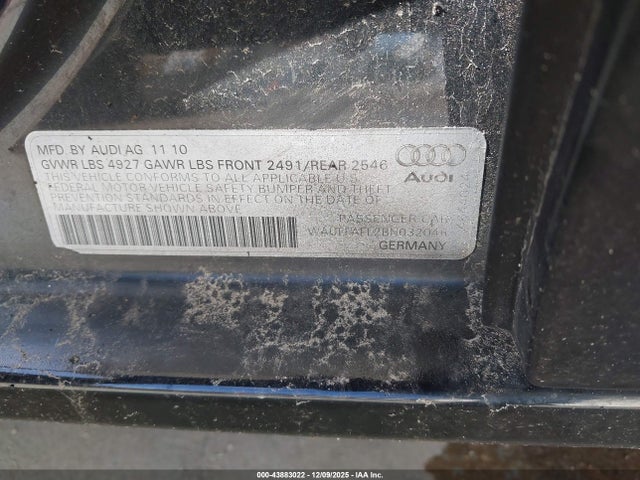 MFD. BY AUDI AG 11 10
GVWR LBS 4927 GAWR LBS FRONT 2491/REAR 2546
THIS VEHICLE CONFORMS TO ALL APPLICABLE U.S.
FEDERAL MOTOR VEHICLE SAFETY BUMPER AND THEFT
PREVENTION STANDARDS IN EFFECT ON THE DATE OF
MANUFACTURE SHOWN ABOVE
Audi
PASSENGER CAR
GERMANY
000-43883022 - 12/09/2025 - IAA Inc.